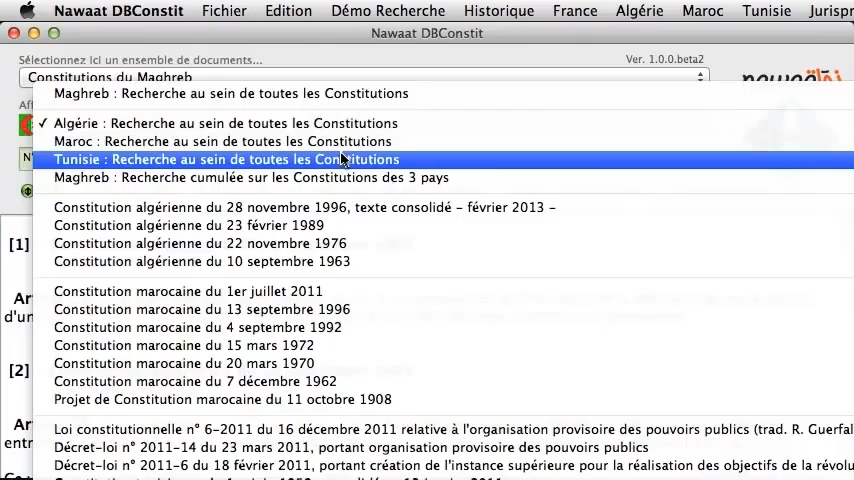 Nawaat DBConstit Fichier Edition Démo Recherche Historique France Algérie Maroc Tunisie Jurispr
Nawaat DBConstit
Sélectionnez ici un ensemble de documents...
Ver. 1.0.0.beta2
Constitutions du Maghreb
Maghreb : Recherche au sein de toutes les Constitutions
✓ Algérie : Recherche au sein de toutes les Constitutions
Maroc : Recherche au sein de toutes les Constitutions
Tunisie : Recherche au sein de toutes les Constitutions
Maghreb : Recherche cumulée sur les Constitutions des 3 pays
Constitution algérienne du 28 novembre 1996, texte consolidé – février 2013 –
[1] Constitution algérienne du 23 février 1989
Constitution algérienne du 22 novembre 1976
Constitution algérienne du 10 septembre 1963
Constitution marocaine du 1er juillet 2011
d'un Constitution marocaine du 13 septembre 1996
Constitution marocaine du 4 septembre 1992
Constitution marocaine du 15 mars 1972
[2] Constitution marocaine du 20 mars 1970
Constitution marocaine du 7 décembre 1962
Projet de Constitution marocaine du 11 octobre 1908
Loi constitutionnelle n° 6-2011 du 16 décembre 2011 relative à l'organisation provisoire des pouvoirs publics (trad. R. Guerfal
entr Décret-loi n° 2011-14 du 23 mars 2011, portant organisation provisoire des pouvoirs publics
Décret-loi n° 2011-6 du 18 février 2011, portant création de l'instance supérieure pour la réalisation des objectifs de la révolu